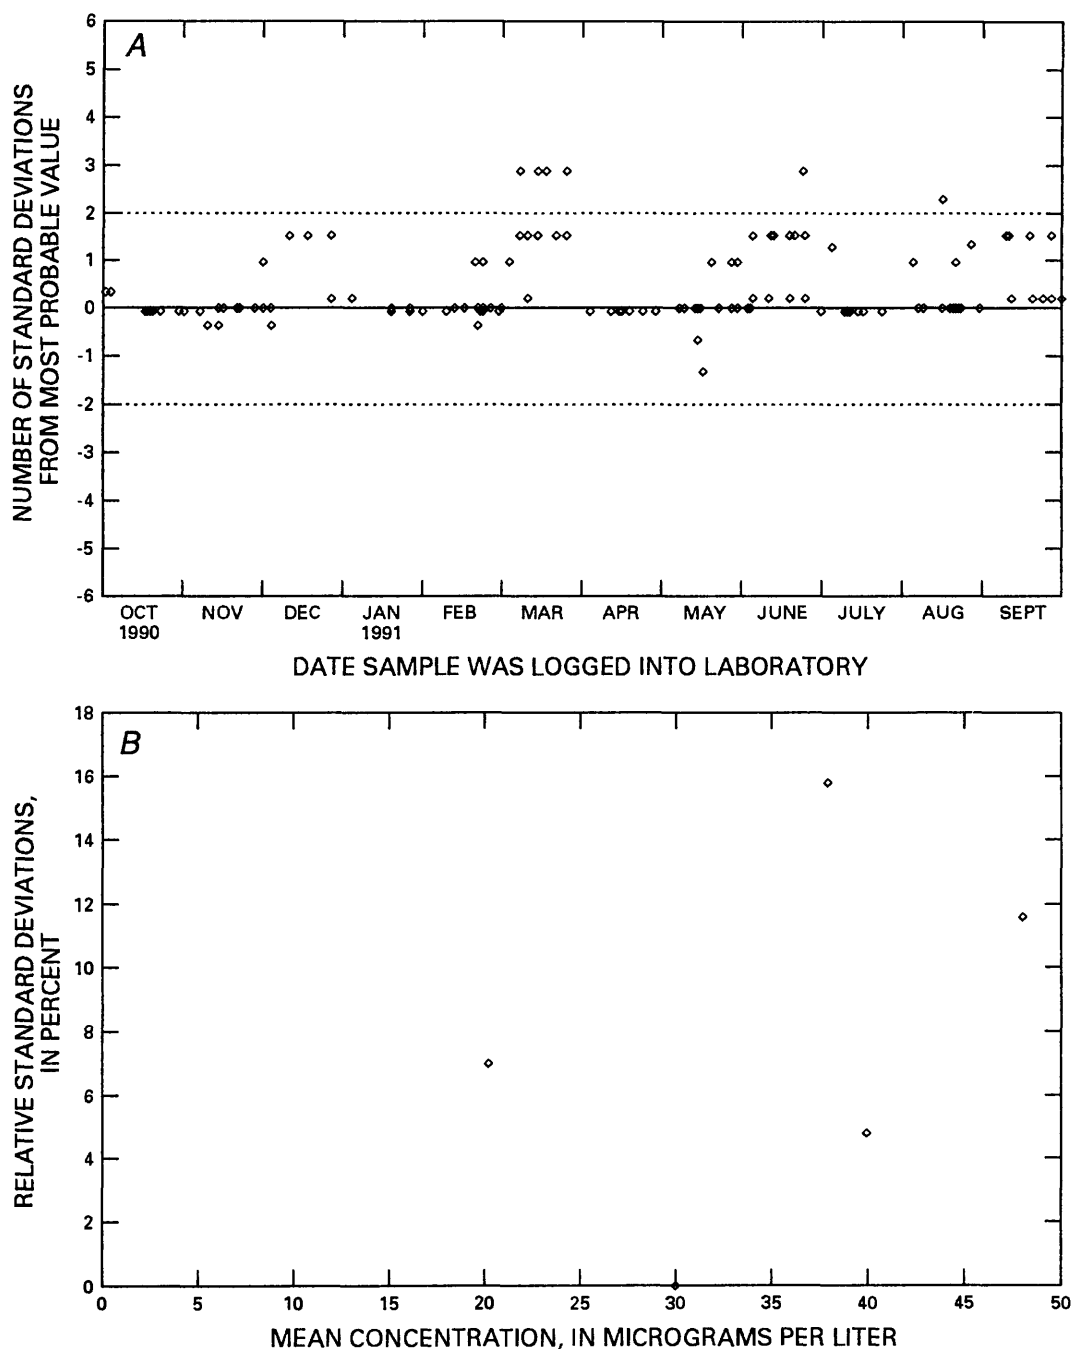 A
6
5
4
3
2
1
0
-1
-2
-3
-4
-5
-6
NUMBER OF STANDARD DEVIATIONS
FROM MOST PROBABLE VALUE
OCT NOV DEC JAN FEB MAR APR MAY JUNE JULY AUG SEPT
1990 1991
DATE SAMPLE WAS LOGGED INTO LABORATORY
B
18
16
14
12
10
8
6
4
2
0
RELATIVE STANDARD DEVIATIONS,
IN PERCENT
0 5 10 15 20 25 30 35 40 45 50
MEAN CONCENTRATION, IN MICROGRAMS PER LITER